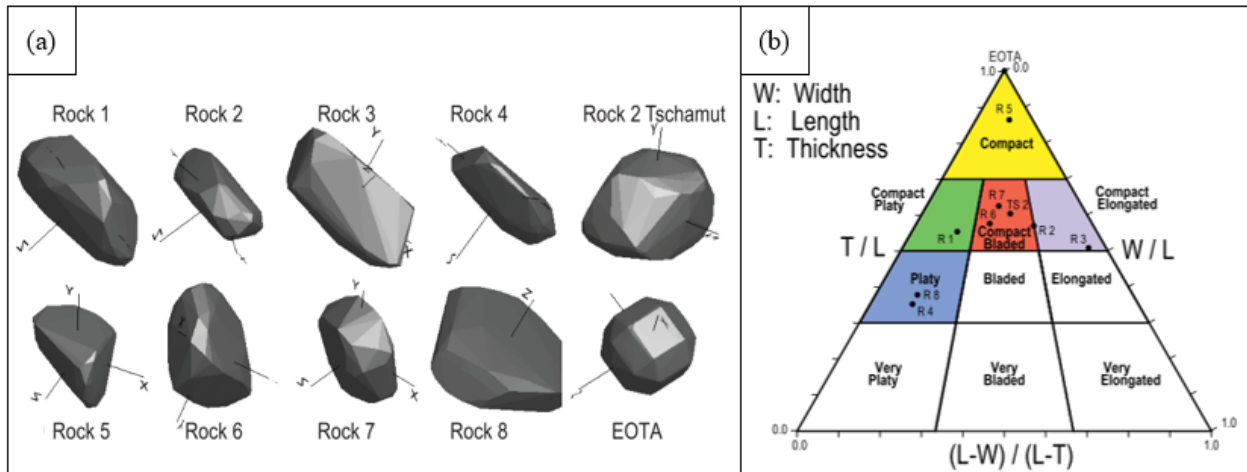 (a)
Rock 1 Rock 2 Rock 3 Rock 4 Rock 2 Tschamut
Y
X
Y
Z
Y
X
X
Rock 5 Rock 6 Rock 7 Rock 8 EOTA
(b)
EOTA
1.0 0.0
W: Width
L: Length
T: Thickness
R 5
Compact
Compact
Platy
Compact
Elongated
R 7
TS 2
R 6
R 1
Compact
Bladed
R 2
R 3
T / L
W / L
Platy
Bladed
Elongated
R 8
R 4
Very
Platy
Very
Bladed
Very
Elongated
0.0
1.0
0.0
1.0
(L-W) / (L-T)